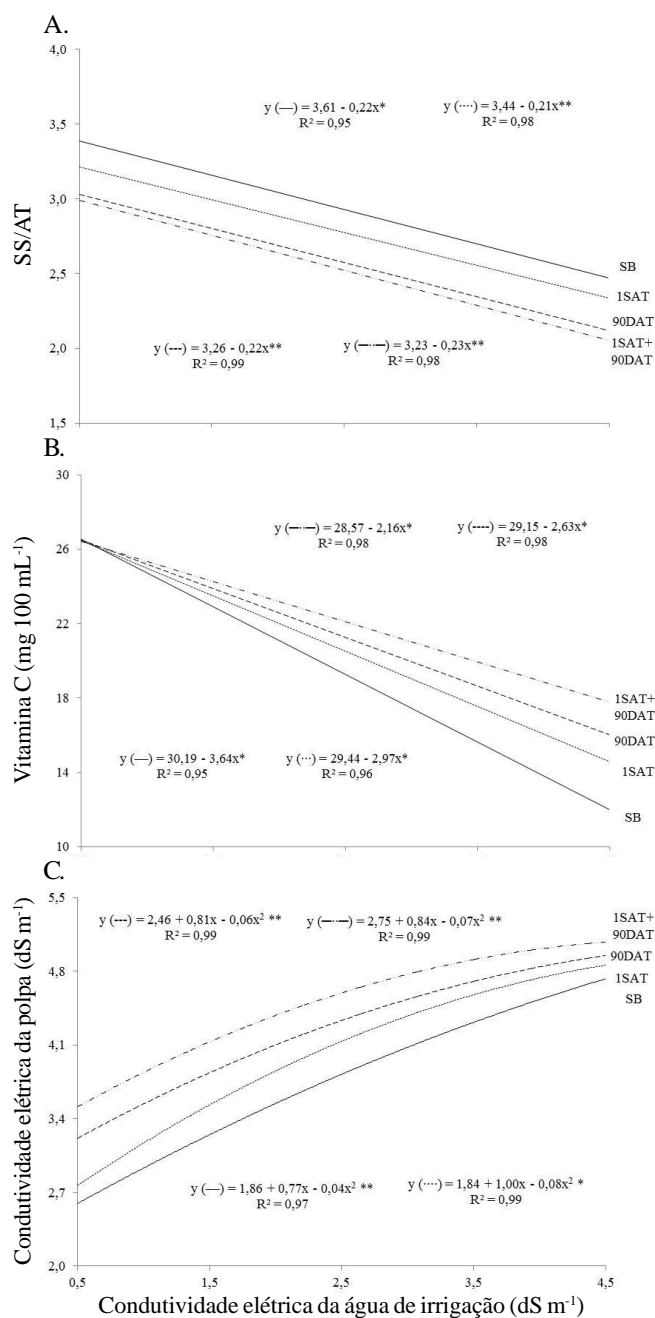 A.
4,0
y (—) = 3,61 - 0,22x*
R² = 0,95
y (····) = 3,44 - 0,21x**
R² = 0,98
3,5
3,0
SS/AT
SB
2,5
1SAT
90DAT
2,0
1SAT+
90DAT
y (---) = 3,26 - 0,22x**
R² = 0,99
y (—·—) = 3,23 - 0,23x**
R² = 0,98
1,5
B.
30
y (—·—) = 28,57 - 2,16x*
R² = 0,98
y (----) = 29,15 - 2,63x*
R² = 0,98
26
22
Vitamina C (mg 100 mL⁻¹)
18
1SAT+
90DAT
90DAT
1SAT
14
y (—) = 30,19 - 3,64x*
R² = 0,95
y (···) = 29,44 - 2,97x*
R² = 0,96
SB
10
C.
5,5
y (---) = 2,46 + 0,81x - 0,06x² **
R² = 0,99
y (—·—) = 2,75 + 0,84x - 0,07x² **
R² = 0,99
1SAT+
90DAT
90DAT
1SAT
SB
4,8
4,1
Condutividade elétrica da polpa (dS m⁻¹)
3,4
2,7
y (—) = 1,86 + 0,77x - 0,04x² **
R² = 0,97
y (····) = 1,84 + 1,00x - 0,08x² *
R² = 0,99
2,0
0,5 1,5 2,5 3,5 4,5
Condutividade elétrica da água de irrigação (dS m⁻¹)